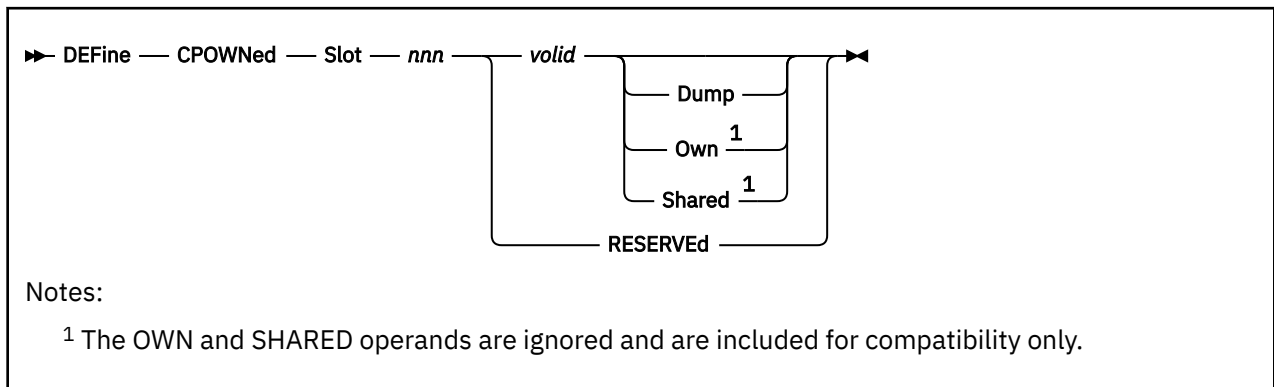 DEFine CPOWNed Slot nnn volid
Dump
Own 1
Shared 1
RESERVEd
Notes:
1 The OWN and SHARED operands are ignored and are included for compatibility only.